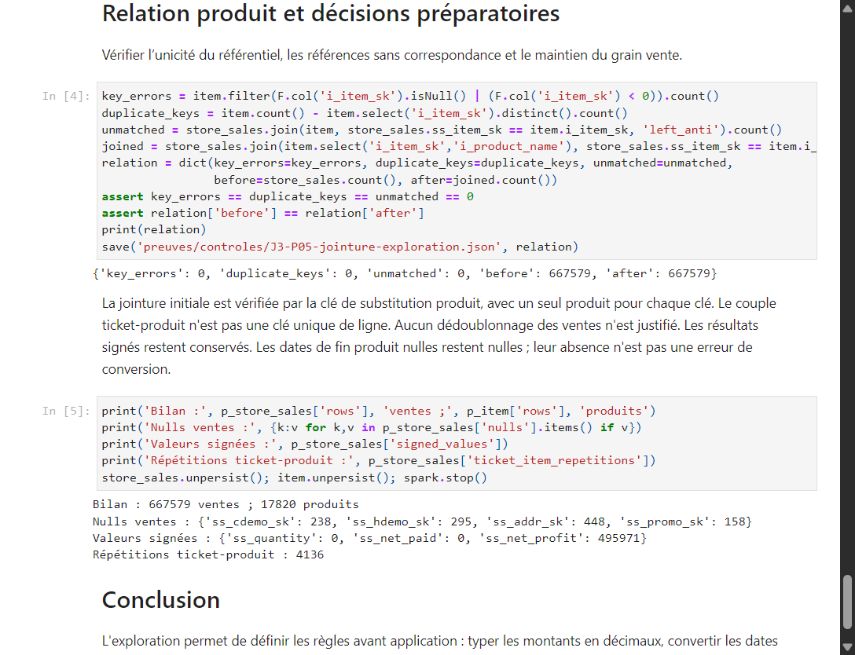 Relation produit et décisions préparatoires
Vérifier l'unicité du référentiel, les références sans correspondance et le maintien du grain vente.
In [4]: key_errors = item.filter(F.col('i_item_sk').isNull() | (F.col('i_item_sk') < 0)).count()
duplicate_keys = item.count() - item.select('i_item_sk').distinct().count()
unmatched = store_sales.join(item, store_sales.ss_item_sk == item.i_item_sk, 'left_anti').count()
joined = store_sales.join(item.select('i_item_sk','i_product_name'), store_sales.ss_item_sk == item.i_
relation = dict(key_errors=key_errors, duplicate_keys=duplicate_keys, unmatched=unmatched,
before=store_sales.count(), after=joined.count())
assert key_errors == duplicate_keys == unmatched == 0
assert relation['before'] == relation['after']
print(relation)
save('preuves/controles/J3-P05-jointure-exploration.json', relation)
{'key_errors': 0, 'duplicate_keys': 0, 'unmatched': 0, 'before': 667579, 'after': 667579}
La jointure initiale est vérifiée par la clé de substitution produit, avec un seul produit pour chaque clé. Le couple
ticket-produit n'est pas une clé unique de ligne. Aucun dédoublonnage des ventes n'est justifié. Les résultats
signés restent conservés. Les dates de fin produit nulles restent nulles ; leur absence n'est pas une erreur de
conversion.
In [5]: print('Bilan :', p_store_sales['rows'], 'ventes ;', p_item['rows'], 'produits')
print('Nulls ventes :', {k:v for k,v in p_store_sales['nulls'].items() if v})
print('Valeurs signées :', p_store_sales['signed_values'])
print('Répétitions ticket-produit :', p_store_sales['ticket_item_repetitions'])
store_sales.unpersist(); item.unpersist(); spark.stop()
Bilan : 667579 ventes ; 17820 produits
Nulls ventes : {'ss_cdemo_sk': 238, 'ss_hdemo_sk': 295, 'ss_addr_sk': 448, 'ss_promo_sk': 158}
Valeurs signées : {'ss_quantity': 0, 'ss_net_paid': 0, 'ss_net_profit': 495971}
Répétitions ticket-produit : 4136
Conclusion
L'exploration permet de définir les règles avant application : typer les montants en décimaux, convertir les dates